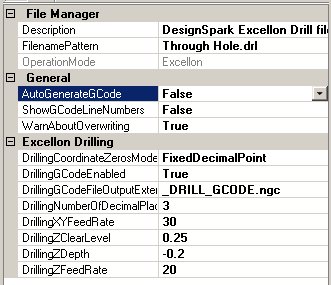 File Manager
Description DesignSpark Excellon Drill file
FilenamePattern Through Hole.drl
OperationMode Excellon
General
AutoGenerateGCode False
ShowGCodeLineNumbers False
WarnAboutOverwriting True
Excellon Drilling
DrillingCoordinateZerosMode FixedDecimalPoint
DrillingGCodeEnabled True
DrillingGCodeFileOutputExten _DRILL_GCODE.ngc
DrillingNumberOfDecimalPlac 3
DrillingXYFeedRate 30
DrillingZClearLevel 0.25
DrillingZDepth -0.2
DrillingZFeedRate 20